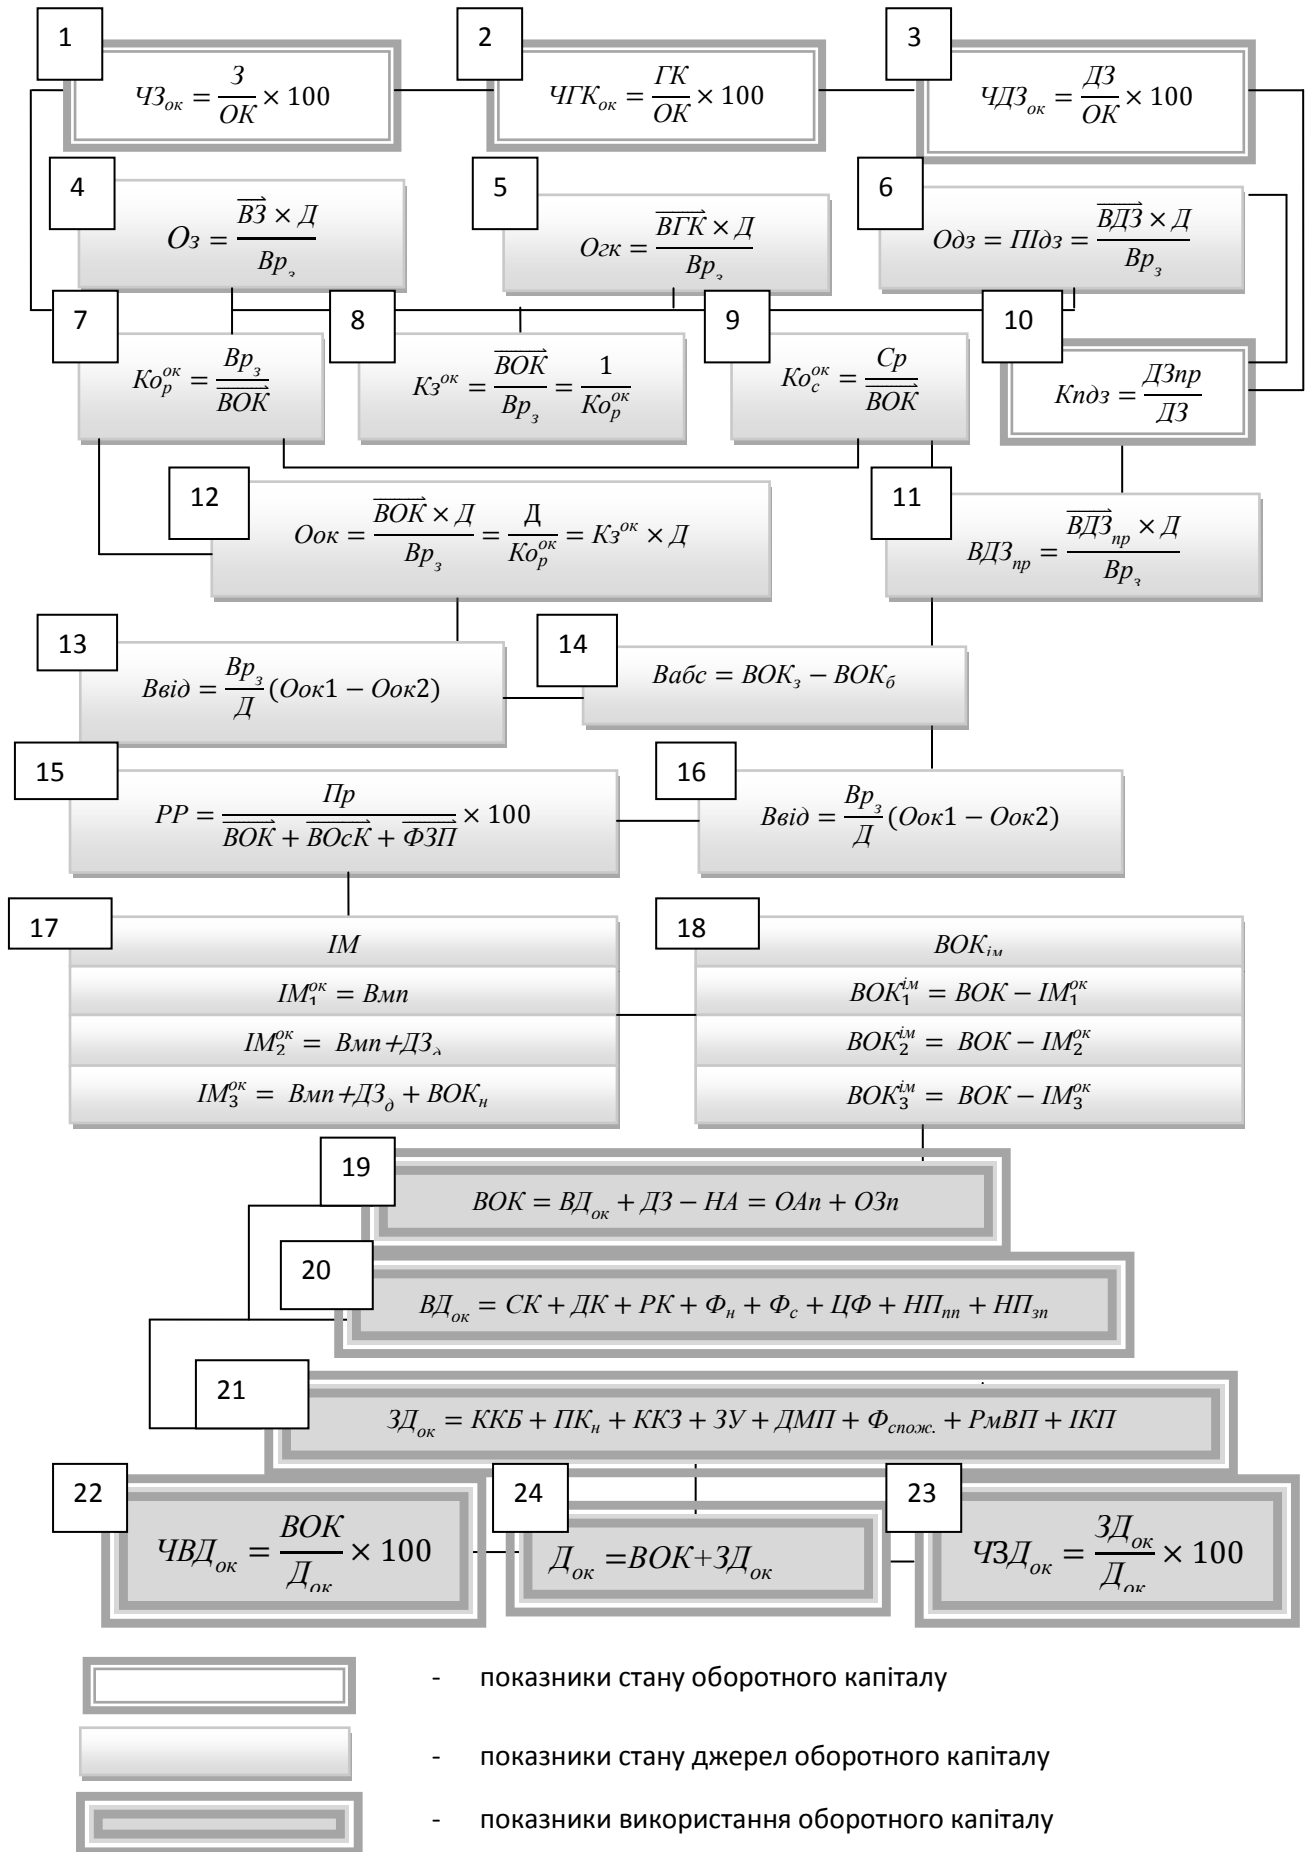 1
ЧЗ_ок = З/ОК × 100
2
ЧГК_ок = ГК/ОК × 100
3
ЧДЗ_ок = ДЗ/ОК × 100
4
Оз = (ВЗ × Д)/Вр_з
5
Огк = (ВГК × Д)/Вр_з
6
Одз = ПІдз = (ВДЗ × Д)/Вр_з
7
Ко_р^ок = Вр_з/ВОК
8
Кз^ок = ВОК/Вр_з = 1/Ко_р^ок
9
Ко_с^ок = Ср/ВОК
10
Кпдз = ДЗпр/ДЗ
12
Оок = (ВОК × Д)/Вр_з = Д/Ко_р^ок = Кз^ок × Д
11
ВДЗ_пр = (ВДЗ_пр × Д)/Вр_з
13
Ввід = Вр_з/Д (Оок1 − Оок2)
14
Вабс = ВОК_з − ВОК_б
15
РР = Пр/(ВОК + ВОсК + ФЗП) × 100
16
Ввід = Вр_з/Д (Оок1 − Оок2)
17
ІМ
ІМ_1^ок = Вмп
ІМ_2^ок = Вмп+ДЗ_д
ІМ_3^ок = Вмп+ДЗ_д + ВОК_н
18
ВОК_ім
ВОК_1^ім = ВОК − ІМ_1^ок
ВОК_2^ім = ВОК − ІМ_2^ок
ВОК_3^ім = ВОК − ІМ_3^ок
19
ВОК = ВД_ок + ДЗ − НА = ОАп + ОЗп
20
ВД_ок = СК + ДК + РК + Ф_н + Ф_с + ЦФ + НП_пп + НП_зп
21
ЗД_ок = ККБ + ПК_н + ККЗ + ЗУ + ДМП + Ф_спож. + РмВП + ІКП
22
ЧВД_ок = ВОК/Д_ок × 100
24
Д_ок =ВОК+ЗД_ок
23
ЧЗД_ок = ЗД_ок/Д_ок × 100
- показники стану оборотного капіталу
- показники стану джерел оборотного капіталу
- показники використання оборотного капіталу